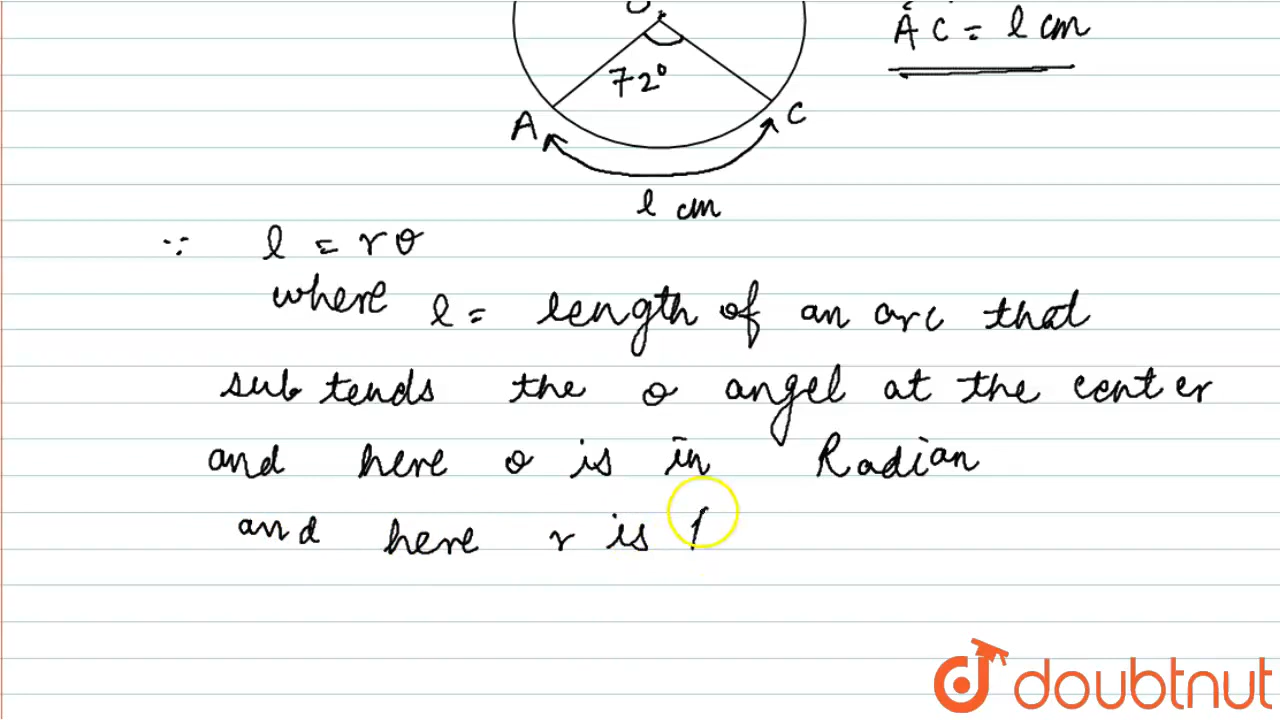 O
AC = l cm
72°
A
C
l cm
∵ l = rθ
where l = length of an arc that
subtends the θ angel at the center
and here θ is in Radian
and here r is
doubtnut